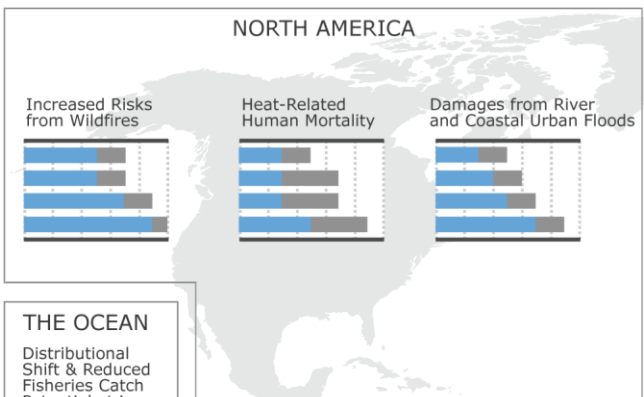 NORTH AMERICA
Increased Risks
from Wildfires
Heat-Related
Human Mortality
Damages from River
and Coastal Urban Floods
THE OCEAN
Distributional
Shift & Reduced
Fisheries Catch